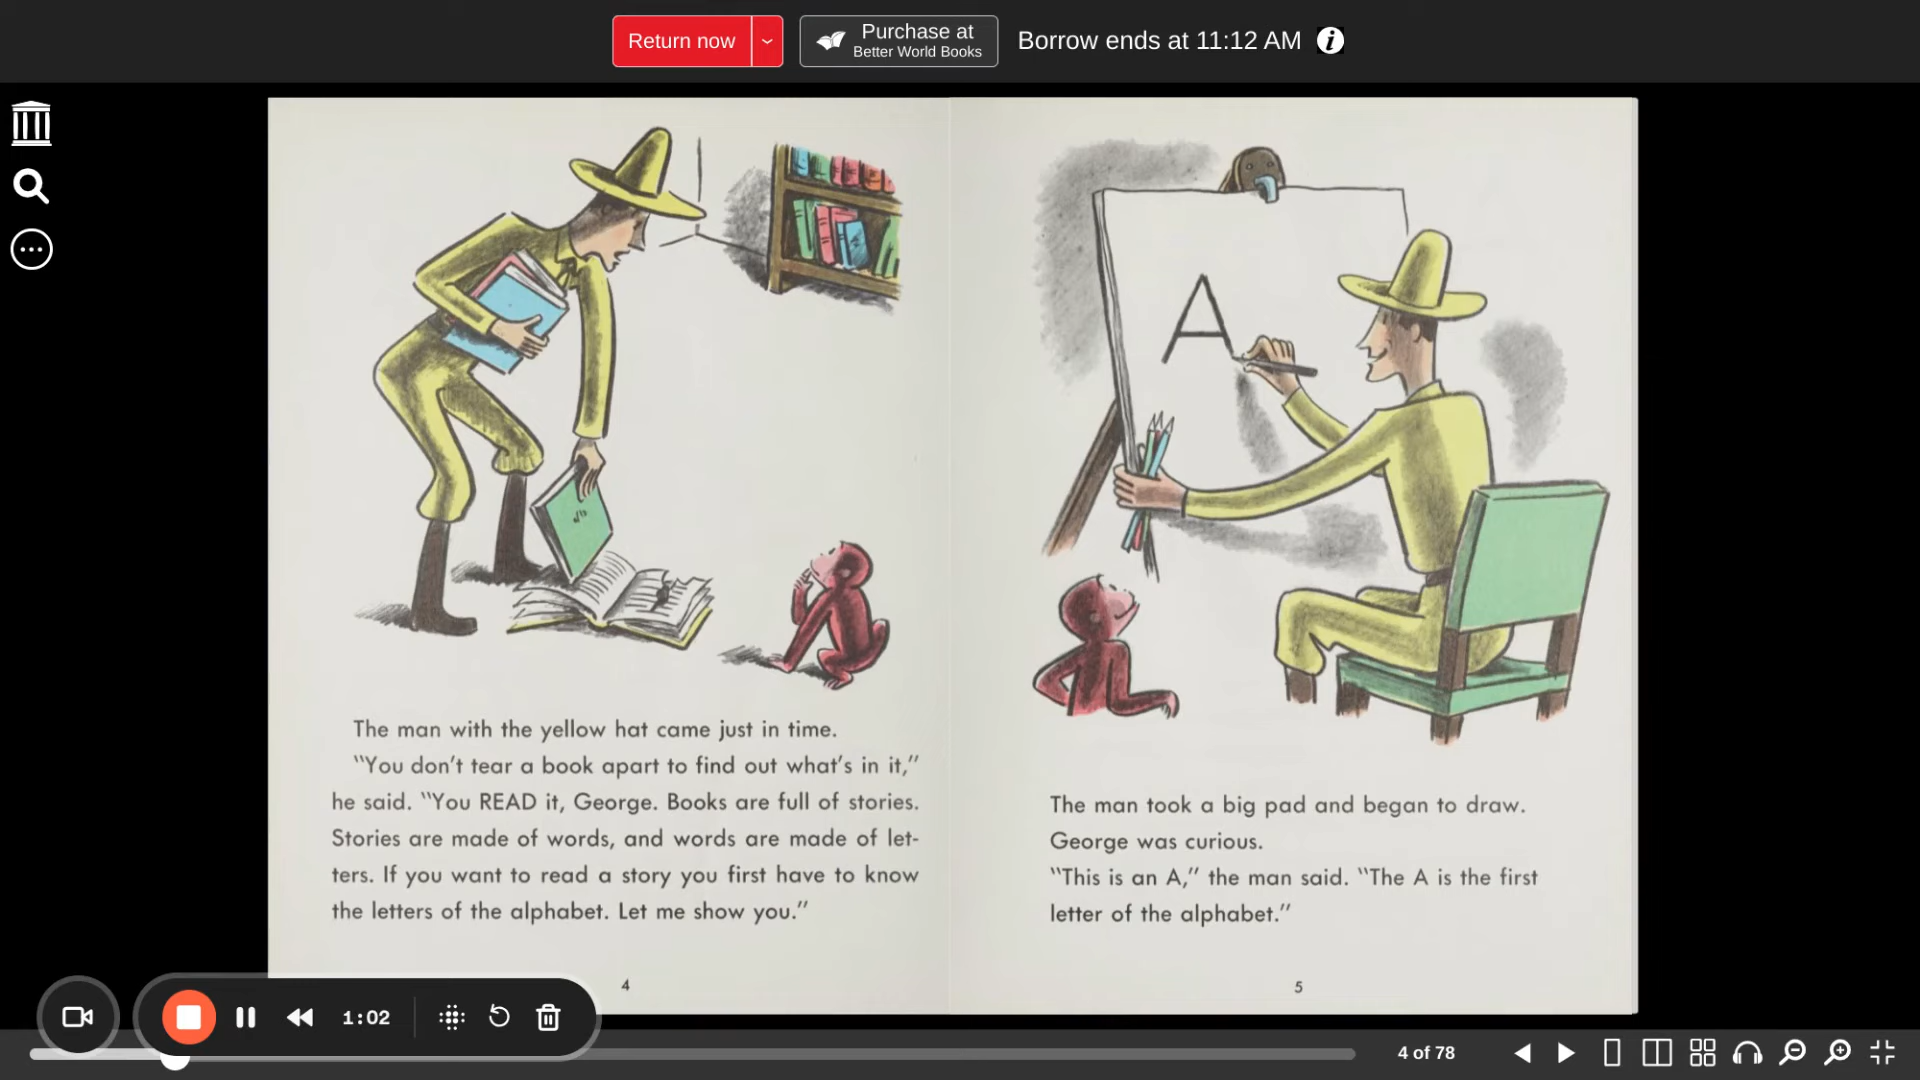 Return now
Purchase at
Better World Books
Borrow ends at 11:12 AM
i
A
The man with the yellow hat came just in time.
“You don’t tear a book apart to find out what’s in it,”
he said. “You READ it, George. Books are full of stories.
Stories are made of words, and words are made of let-
ters. If you want to read a story you first have to know
the letters of the alphabet. Let me show you.”
4
The man took a big pad and began to draw.
George was curious.
“This is an A,” the man said. “The A is the first
letter of the alphabet.”
5
1:02
4 of 78